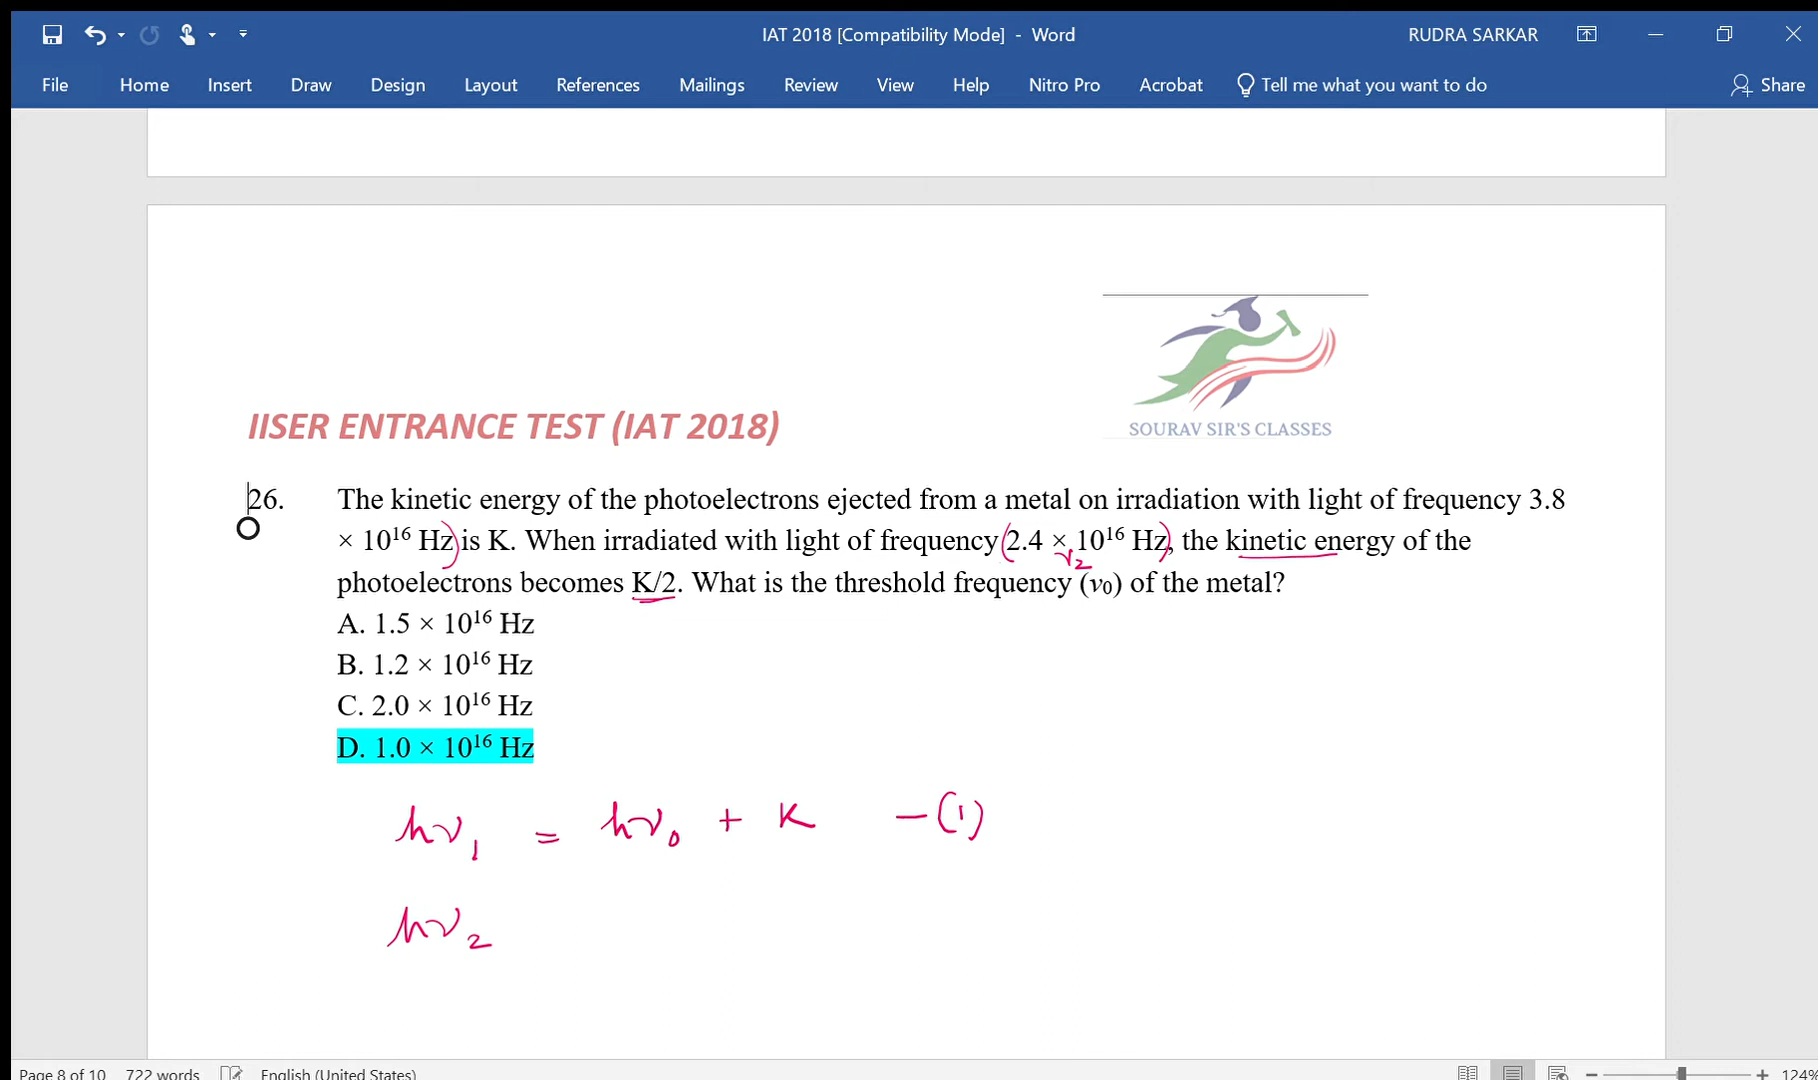 IAT 2018 [Compatibility Mode] - Word
RUDRA SARKAR
File Home Insert Draw Design Layout References Mailings Review View Help Nitro Pro Acrobat Tell me what you want to do Share
SOURAV SIR'S CLASSES
IISER ENTRANCE TEST (IAT 2018)
26. The kinetic energy of the photoelectrons ejected from a metal on irradiation with light of frequency 3.8
× 10¹⁶ Hz) is K. When irradiated with light of frequency (2.4 × 10¹⁶ Hz), the kinetic energy of the
ν₂
photoelectrons becomes K/2. What is the threshold frequency (ν₀) of the metal?
A. 1.5 × 10¹⁶ Hz
B. 1.2 × 10¹⁶ Hz
C. 2.0 × 10¹⁶ Hz
D. 1.0 × 10¹⁶ Hz
hν₁ = hν₀ + K – (1)
hν₂
Page 8 of 10 722 words English (United States) 124%